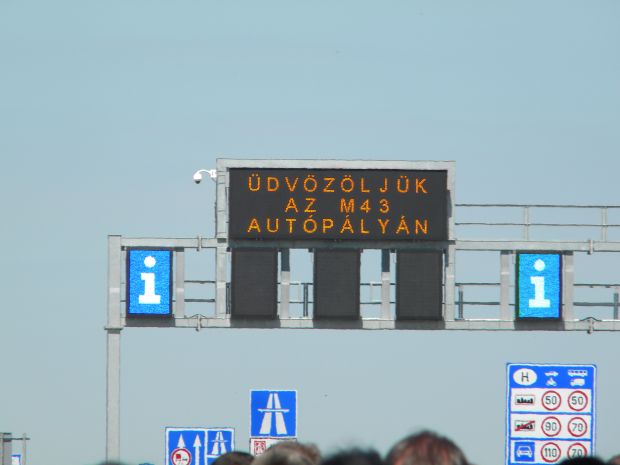 ÜDVÖZÖLJÜK
AZ M43
AUTÓPÁLYÁN
i i
H
50 50
90 70
110 70